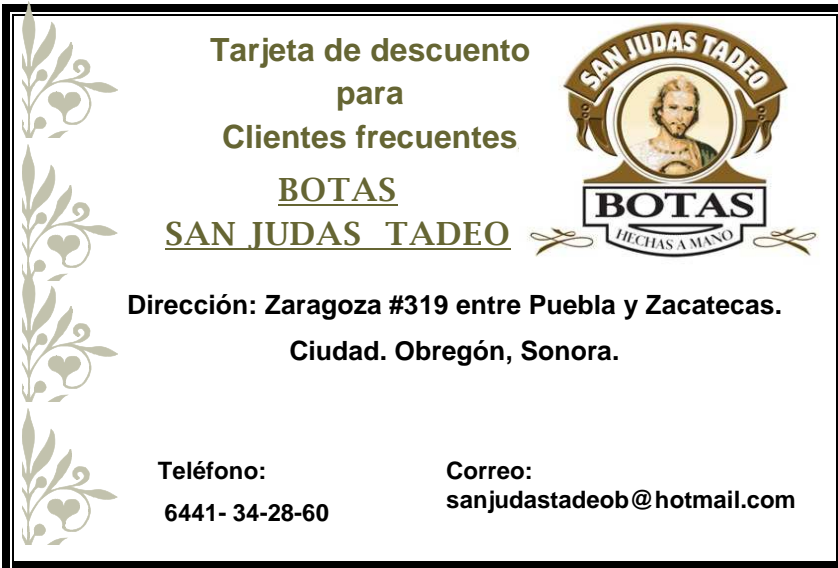 Tarjeta de descuento
para
Clientes frecuentes
BOTAS
SAN JUDAS TADEO
SAN JUDAS TADEO
BOTAS
HECHAS A MANO
Dirección: Zaragoza #319 entre Puebla y Zacatecas.
Ciudad. Obregón, Sonora.
Teléfono:
6441- 34-28-60
Correo:
sanjudastadeob@hotmail.com